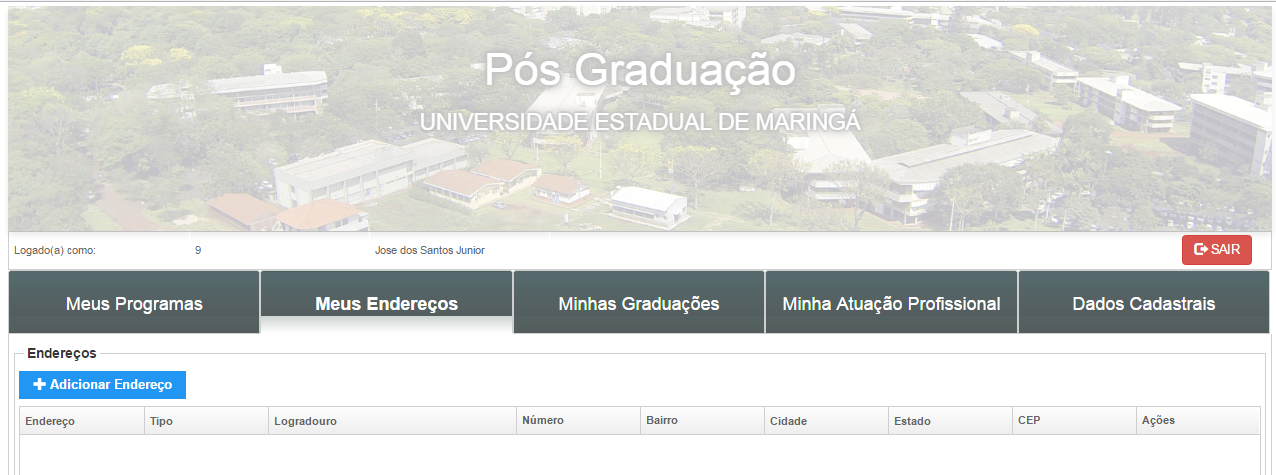 Pós Graduação
UNIVERSIDADE ESTADUAL DE MARINGÁ
Logado(a) como: 9 Jose dos Santos Junior SAIR
Meus Programas Meus Endereços Minhas Graduações Minha Atuação Profissional Dados Cadastrais
Endereços
Adicionar Endereço
Endereço Tipo Logradouro Número Bairro Cidade Estado CEP Ações